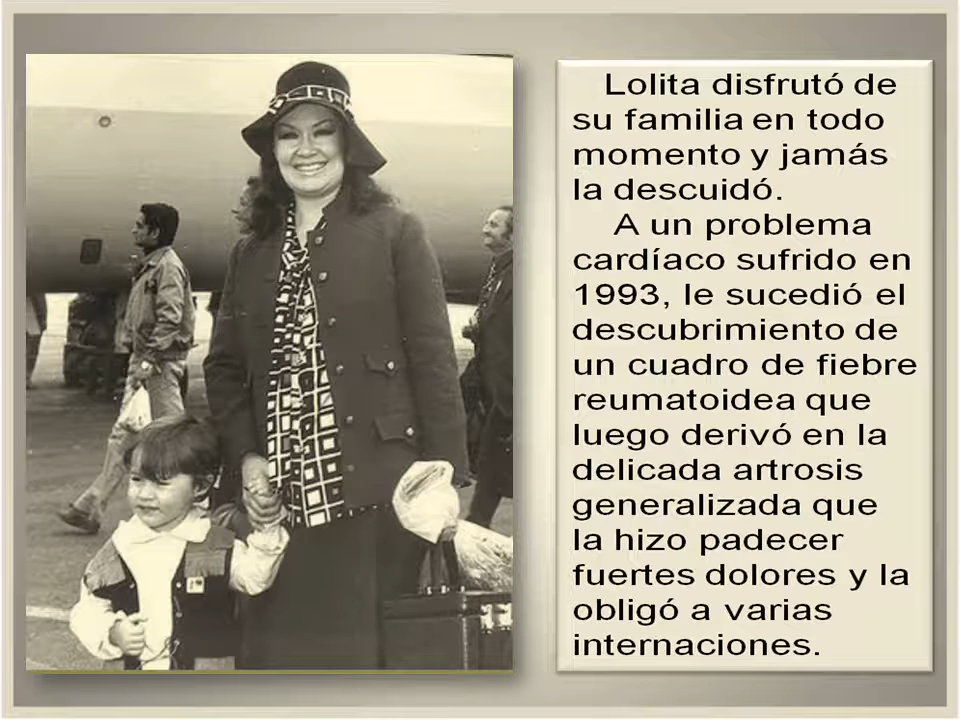 Lolita disfrutó de
su familia en todo
momento y jamás
la descuidó.
A un problema
cardíaco sufrido en
1993, le sucedió el
descubrimiento de
un cuadro de fiebre
reumatoidea que
luego derivó en la
delicada artrosis
generalizada que
la hizo padecer
fuertes dolores y la
obligó a varias
internaciones.